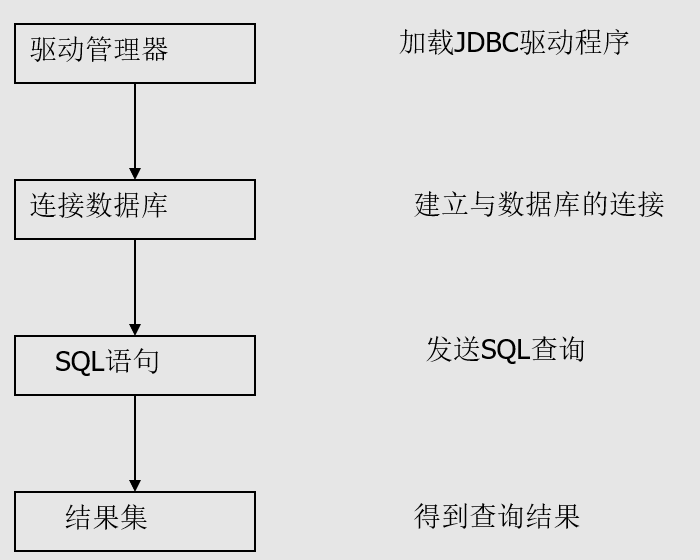 驱动管理器
加载JDBC驱动程序
连接数据库
建立与数据库的连接
SQL语句
发送SQL查询
结果集
得到查询结果